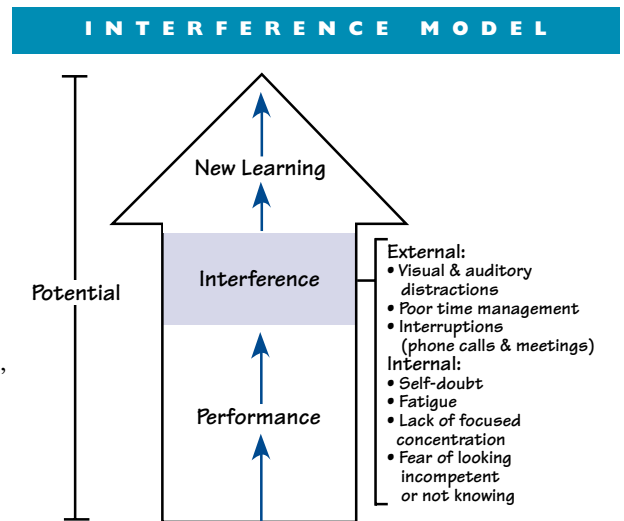 INTERFERENCE MODEL
New Learning
Interference
Potential
Performance
External:
• Visual & auditory
distractions
• Poor time management
• Interruptions
(phone calls & meetings)
Internal:
• Self-doubt
• Fatigue
• Lack of focused
concentration
• Fear of looking
incompetent
or not knowing
,